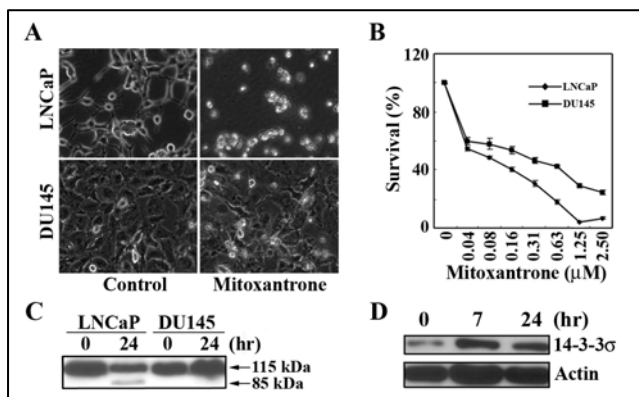 A
LNCaP
DU145
Control
Mitoxantrone
B
Survival (%)
120
80
40
0
LNCaP
DU145
0
0.04
0.08
0.16
0.31
0.63
1.25
2.50
Mitoxantrone (μM)
C
LNCaP DU145
0 24 0 24 (hr)
115 kDa
85 kDa
D
0 7 24 (hr)
14-3-3σ
Actin